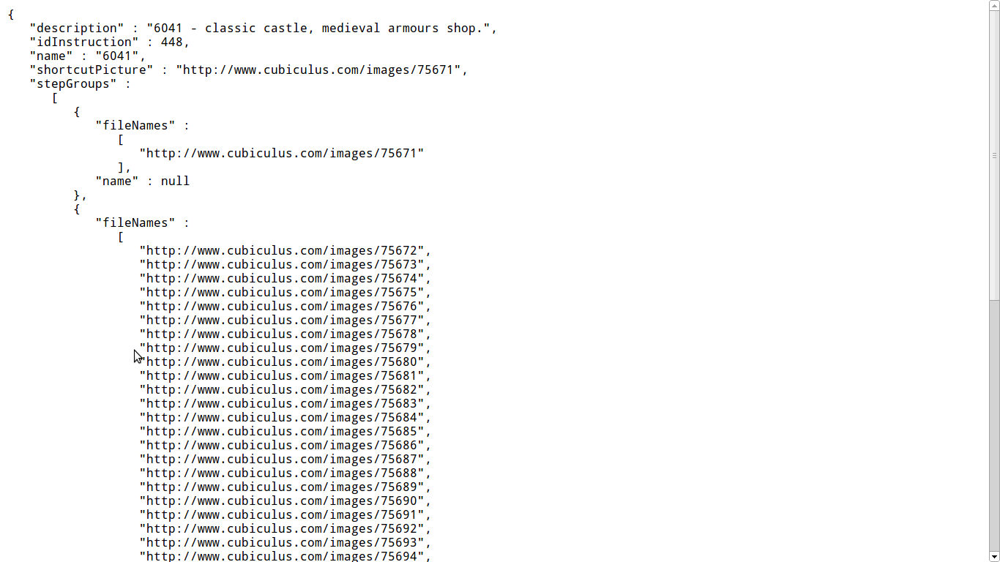 {
   "description" : "6041 - classic castle, medieval armours shop.",
   "idInstruction" : 448,
   "name" : "6041",
   "shortcutPicture" : "http://www.cubiculus.com/images/75671",
   "stepGroups" :
      [
         {
            "fileNames" :
               [
                  "http://www.cubiculus.com/images/75671"
               ],
            "name" : null
         },
         {
            "fileNames" :
               [
                  "http://www.cubiculus.com/images/75672",
                  "http://www.cubiculus.com/images/75673",
                  "http://www.cubiculus.com/images/75674",
                  "http://www.cubiculus.com/images/75675",
                  "http://www.cubiculus.com/images/75676",
                  "http://www.cubiculus.com/images/75677",
                  "http://www.cubiculus.com/images/75678",
                  "http://www.cubiculus.com/images/75679",
                  "http://www.cubiculus.com/images/75680",
                  "http://www.cubiculus.com/images/75681",
                  "http://www.cubiculus.com/images/75682",
                  "http://www.cubiculus.com/images/75683",
                  "http://www.cubiculus.com/images/75684",
                  "http://www.cubiculus.com/images/75685",
                  "http://www.cubiculus.com/images/75686",
                  "http://www.cubiculus.com/images/75687",
                  "http://www.cubiculus.com/images/75688",
                  "http://www.cubiculus.com/images/75689",
                  "http://www.cubiculus.com/images/75690",
                  "http://www.cubiculus.com/images/75691",
                  "http://www.cubiculus.com/images/75692",
                  "http://www.cubiculus.com/images/75693",
                  "http://www.cubiculus.com/images/75694",